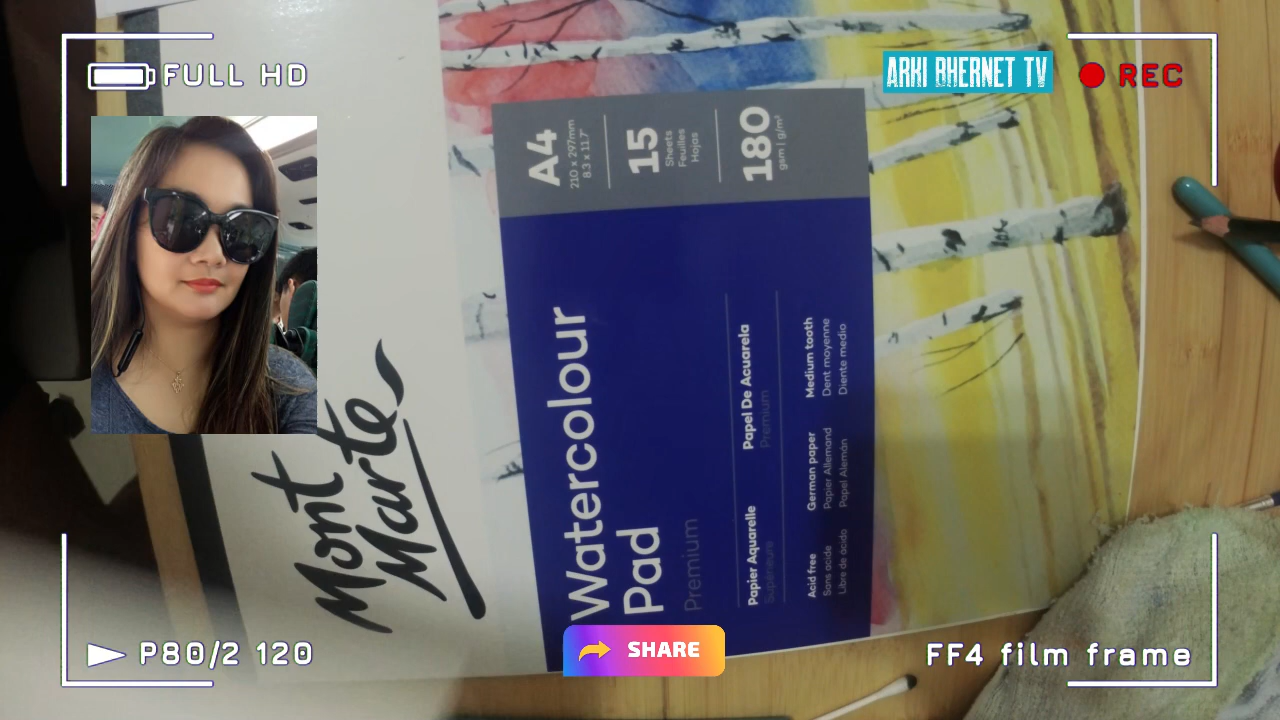 FULL HD
ARKI BHERNET TV
REC
Mont
Marte
A4
210 x 297mm
8.3 x 11.7"
15
Sheets
Feuilles
Hojas
180
gsm | g/m²
Watercolour
Pad
Premium
Papier Aquarelle
Supérieure
Papel De Acuarela
Premium
Acid free
Sans acide
Libre de ácido
German paper
Papier Allemand
Papel Alemán
Medium tooth
Dent moyenne
Diente medio
P80/2 120
SHARE
FF4 film frame